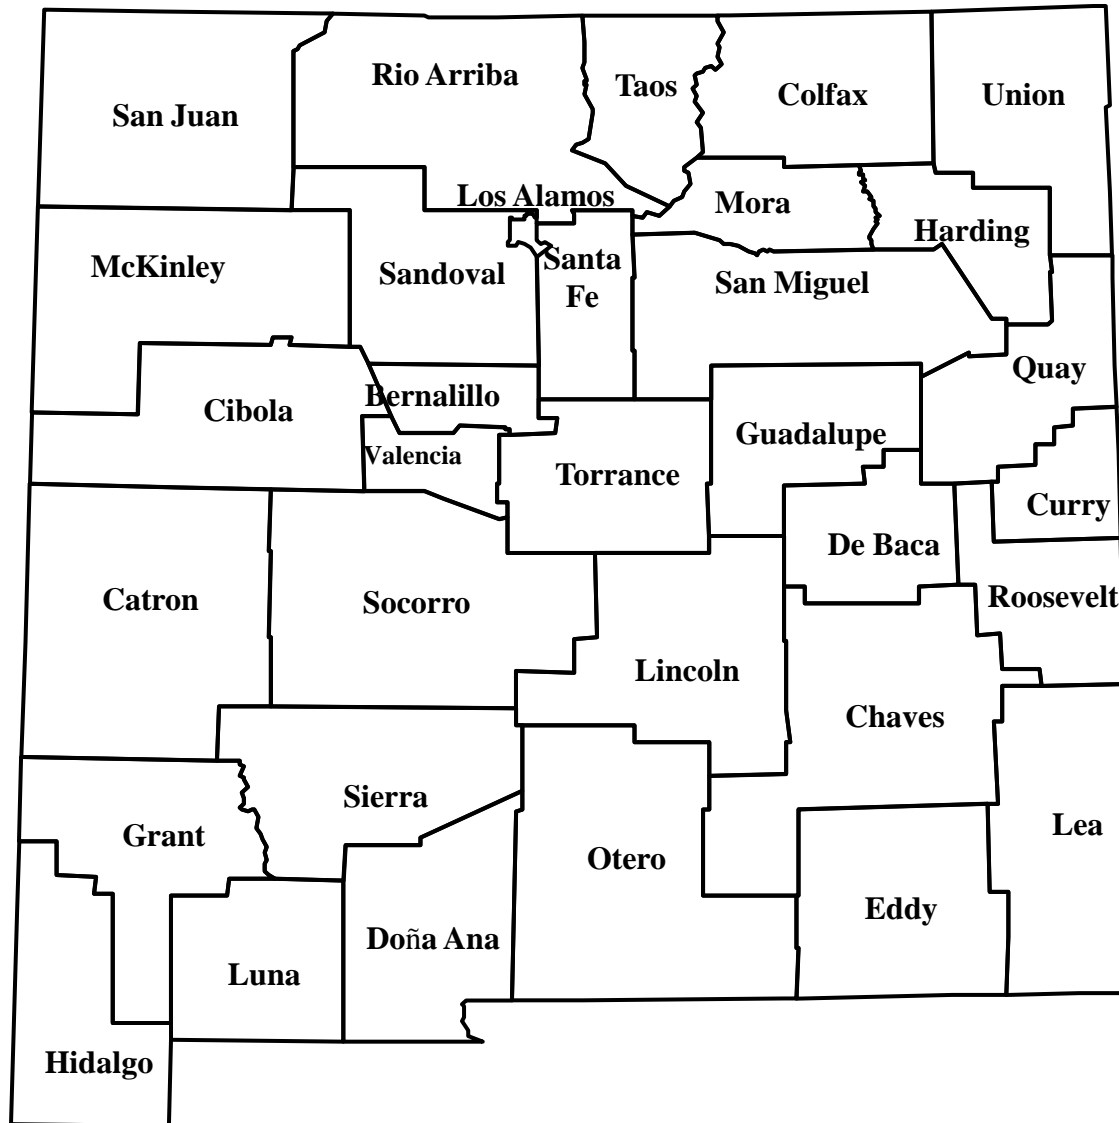 Rio Arriba
Taos
Colfax
Union
San Juan
Los Alamos
Mora
Harding
McKinley
Sandoval
Santa
Fe
San Miguel
Quay
Bernalillo
Cibola
Guadalupe
Valencia
Torrance
Curry
De Baca
Catron
Socorro
Roosevelt
Lincoln
Chaves
Sierra
Grant
Lea
Otero
Eddy
Doña Ana
Luna
Hidalgo